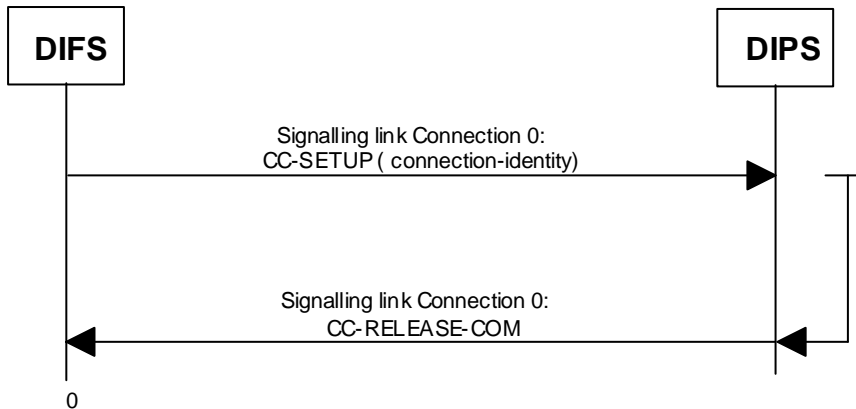 DIFS
DIPS
Signalling link Connection 0:
CC-SETUP ( connection-identity)
Signalling link Connection 0:
CC-RELEASE-COM
0